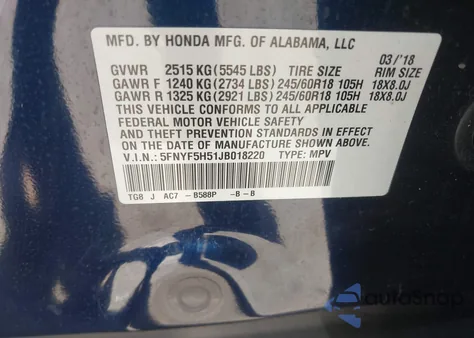 MFD. BY HONDA MFG. OF ALABAMA, LLC
03/'18
GVWR 2515 KG (5545 LBS) TIRE SIZE RIM SIZE
GAWR F 1240 KG (2734 LBS) 245/60R18 105H 18X8.0J
GAWR R 1325 KG (2921 LBS) 245/60R18 105H 18X8.0J
THIS VEHICLE CONFORMS TO ALL APPLICABLE
FEDERAL MOTOR VEHICLE SAFETY
AND THEFT PREVENTION STANDARDS IN EFFECT
ON THE DATE OF MANUFACTURE SHOWN ABOVE.
V.I.N.: 5FNYF5H51JB018220 TYPE: MPV
TG8 J AC7 -B588P -B-B
autosnap